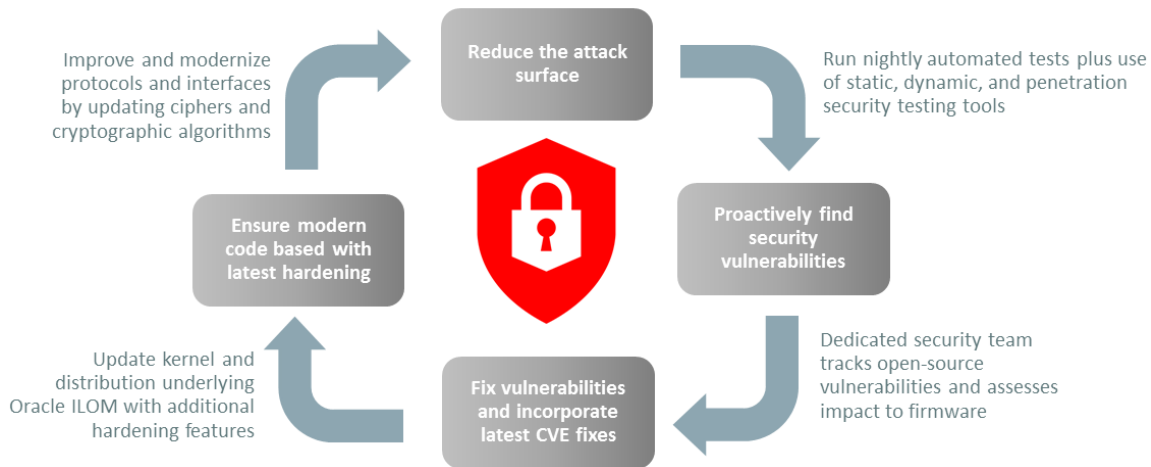 Reduce the attack
surface
Run nightly automated tests plus use
of static, dynamic, and penetration
security testing tools
Proactively find
security
vulnerabilities
Dedicated security team
tracks open-source
vulnerabilities and assesses
impact to firmware
Fix vulnerabilities
and incorporate
latest CVE fixes
Update kernel and
distribution underlying
Oracle ILOM with additional
hardening features
Ensure modern
code based with
latest hardening
Improve and modernize
protocols and interfaces
by updating ciphers and
cryptographic algorithms